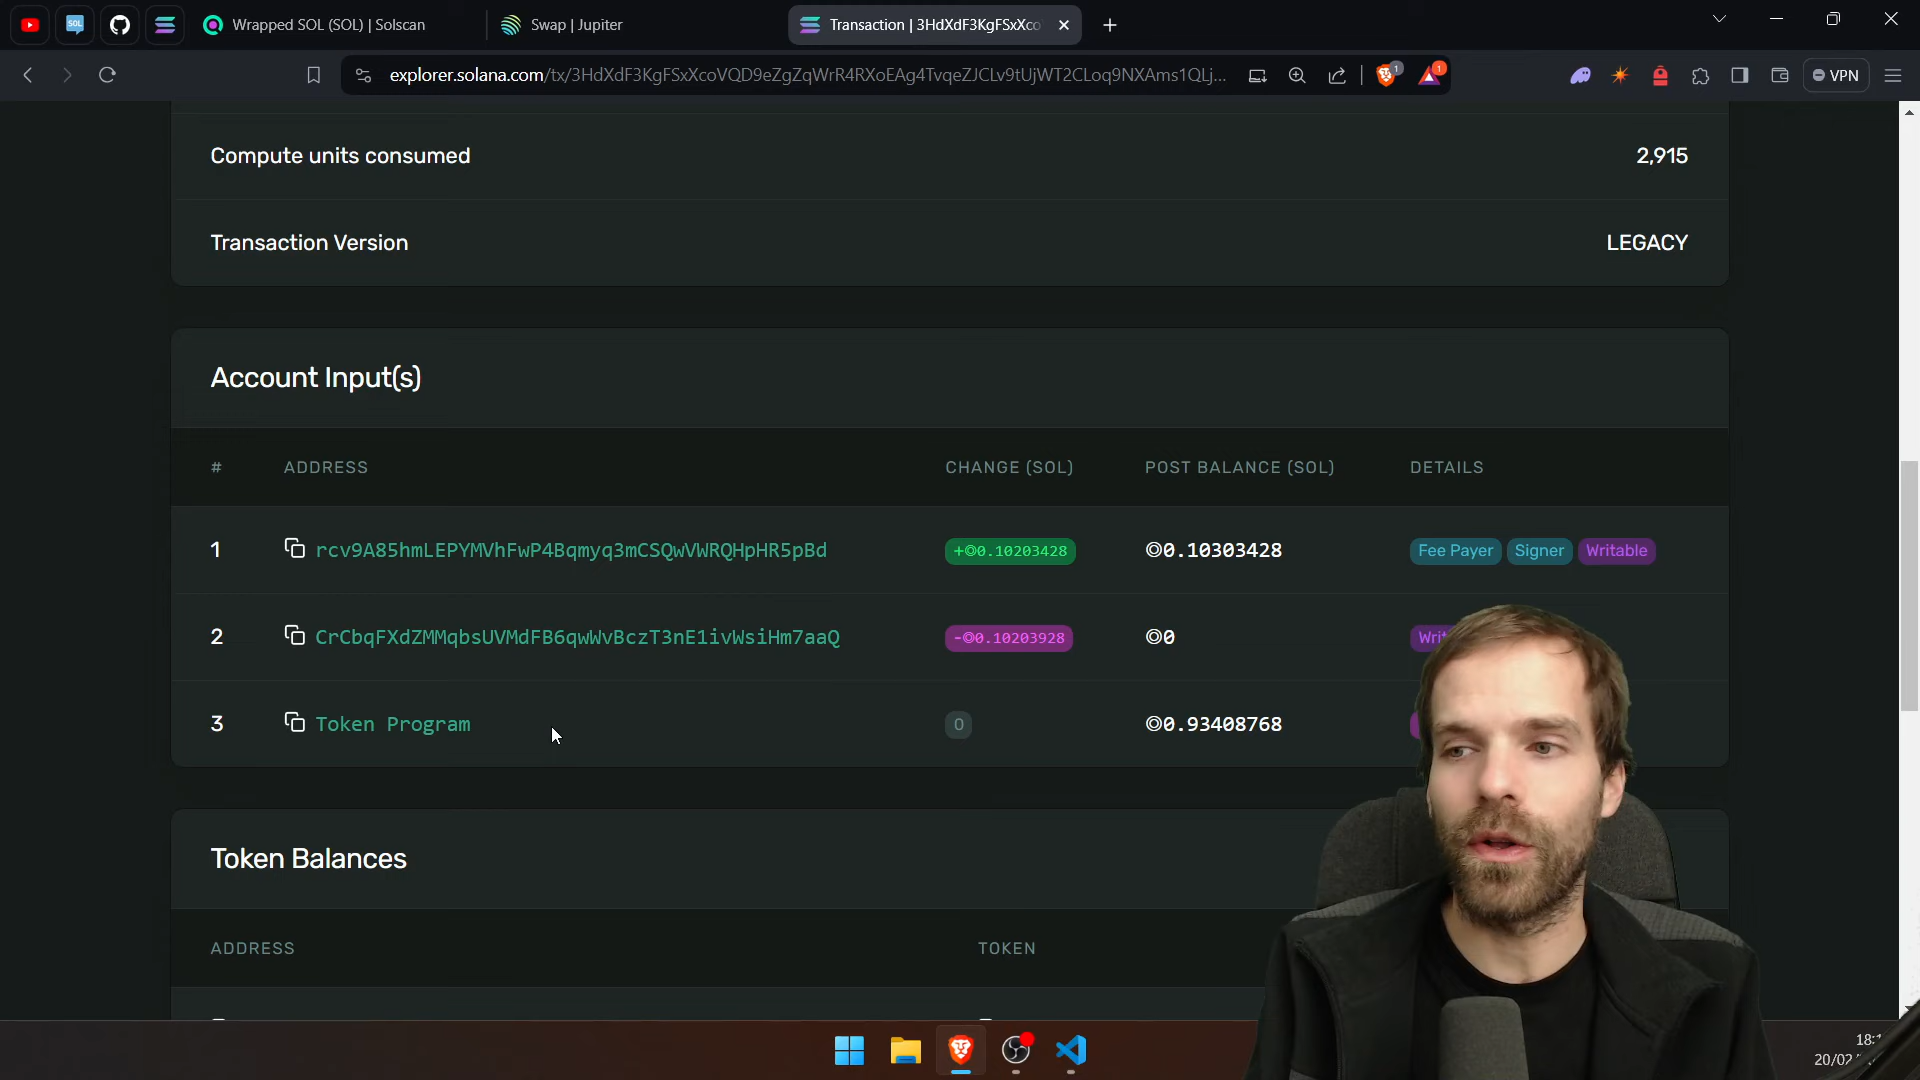 Wrapped SOL (SOL) | Solscan
Swap | Jupiter
Transaction | 3HdXdF3KgFSxXco
explorer.solana.com/tx/3HdXdF3KgFSxXcoVQD9eZgZqWrR4RXoEAg4TvqeZJCLv9tUjWT2CLoq9NXAms1QLj...
1
1
VPN
Compute units consumed 2,915
Transaction Version LEGACY
Account Input(s)
# ADDRESS CHANGE (SOL) POST BALANCE (SOL) DETAILS
1 rcv9A85hmLEPYMVhFwP4Bqmyq3mCSQwVWRQHpHR5pBd +◎0.10203428 ◎0.10303428 Fee Payer Signer Writable
2 CrCbqFXdZMMqbsUVMdFB6qwWvBczT3nE1ivWsiHm7aaQ -◎0.10203928 ◎0
3 Token Program 0 ◎0.93408768
Token Balances
ADDRESS TOKEN